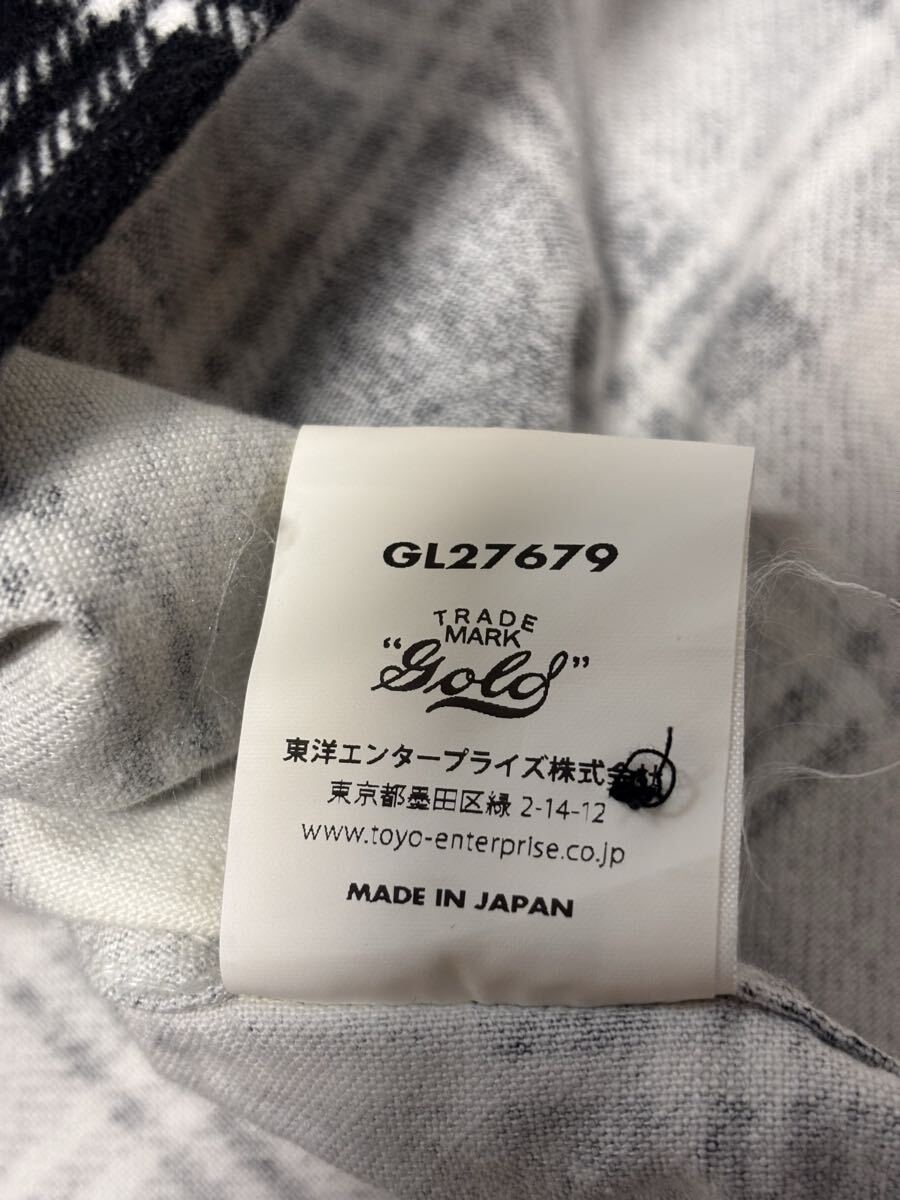 GL27679
TRADE
MARK
"Gold"
東洋エンタープライズ株式会
東京都墨田区緑 2-14-12
www.toyo-enterprise.co.jp
MADE IN JAPAN